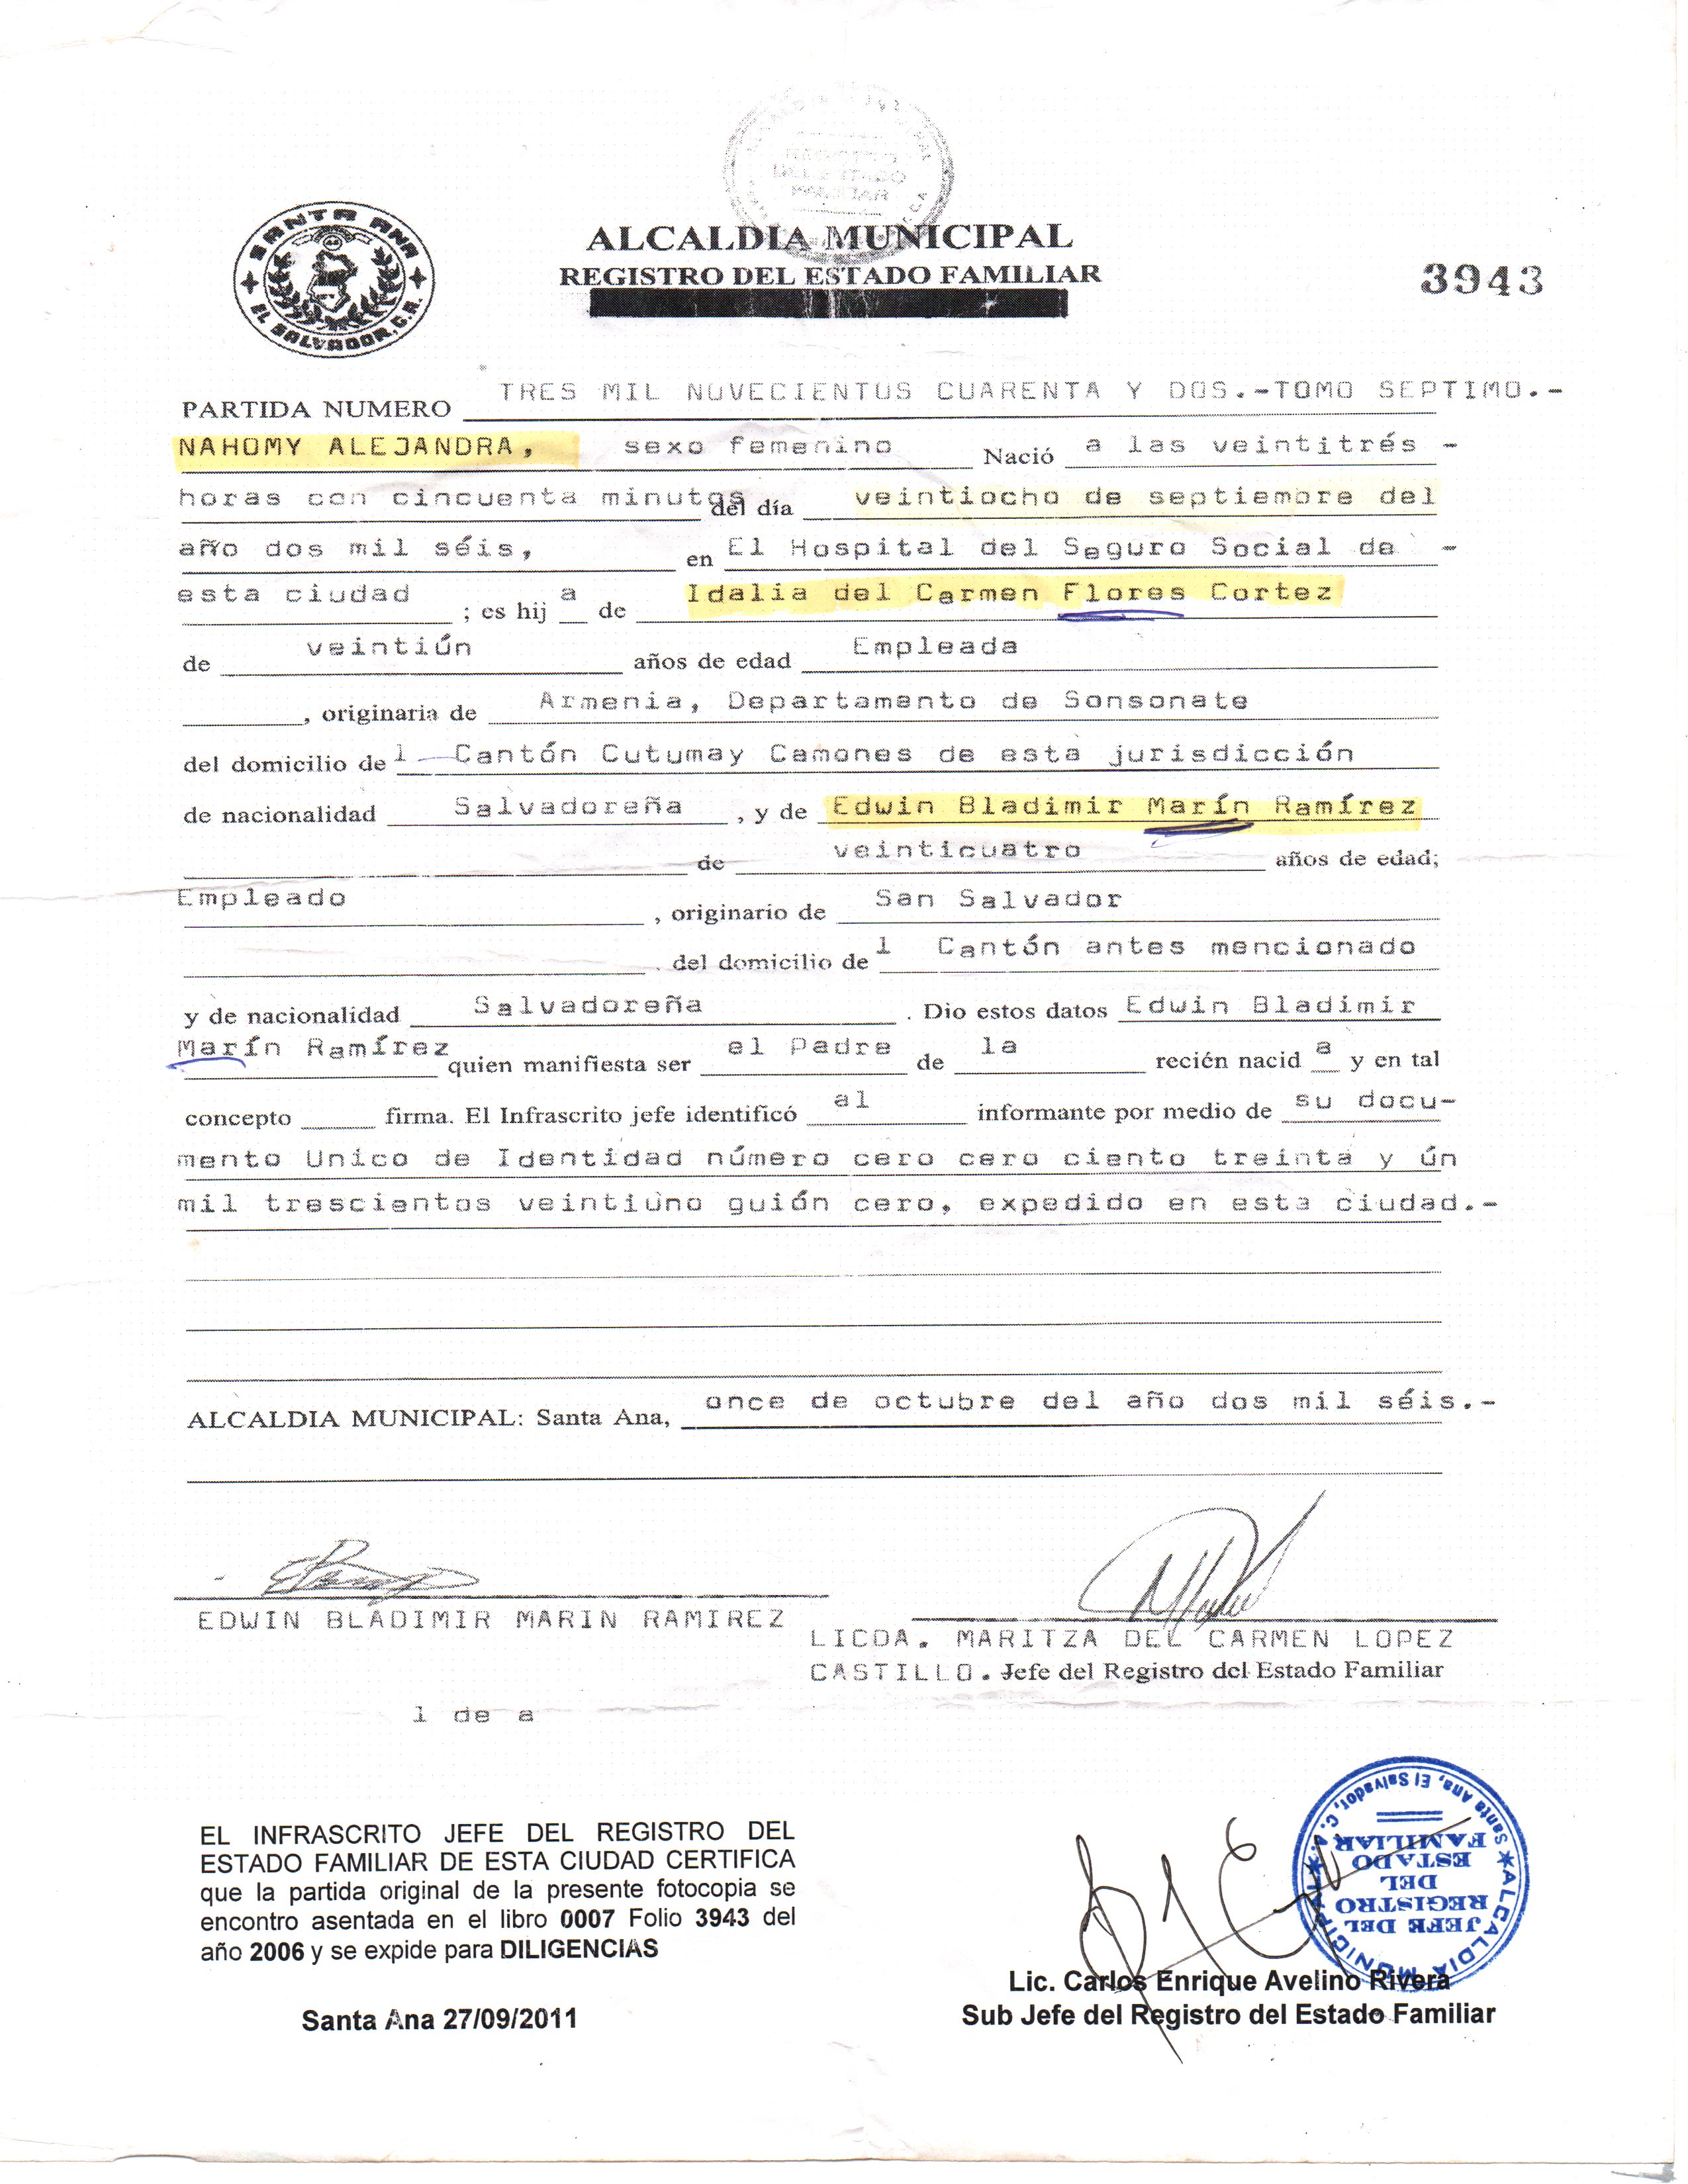 SANTA ANA
EL SALVADOR, C.A.
ALCALDIA MUNICIPAL
REGISTRO DEL ESTADO FAMILIAR
3943
PARTIDA NUMERO TRES MIL NOVECIENTOS CUARENTA Y DOS.-TOMO SEPTIMO.-
NAHOMY ALEJANDRA, sexo femenino Nació a las veintitrés -
horas con cincuenta minutos del día veintiocho de septiembre del
año dos mil séis, en El Hospital del Seguro Social de -
esta ciudad ; es hij a de Idalia del Carmen Flores Cortez
de veintiún años de edad Empleada
, originaria de Armenia, Departamento de Sonsonate
del domicilio de l Cantón Cutumay Camones de esta jurisdicción
de nacionalidad Salvadoreña , y de Edwin Bladimir Marín Ramírez
de veinticuatro años de edad;
Empleado , originario de San Salvador
del domicilio de l Cantón antes mencionado
y de nacionalidad Salvadoreña . Dio estos datos Edwin Bladimir
Marín Ramírez quien manifiesta ser el Padre de la recién nacid a y en tal
concepto firma. El Infrascrito jefe identificó al informante por medio de su docu-
mento Unico de Identidad número cero cero ciento treinta y ún
mil trescientos veintiuno guión cero, expedido en esta ciudad.-
ALCALDIA MUNICIPAL: Santa Ana, once de octubre del año dos mil séis.-
EDWIN BLADIMIR MARIN RAMIREZ
LICDA. MARITZA DEL CARMEN LOPEZ
CASTILLO. Jefe del Registro del Estado Familiar
l de a
EL INFRASCRITO JEFE DEL REGISTRO DEL
ESTADO FAMILIAR DE ESTA CIUDAD CERTIFICA
que la partida original de la presente fotocopia se
encontro asentada en el libro 0007 Folio 3943 del
año 2006 y se expide para DILIGENCIAS
Santa Ana 27/09/2011
ALCALDIA MUNICIPAL
JEFE DEL
REGISTRO
DEL
ESTADO
FAMILIAR
Santa Ana, El Salvador, C. A.
Lic. Carlos Enrique Avelino Rivera
Sub Jefe del Registro del Estado Familiar